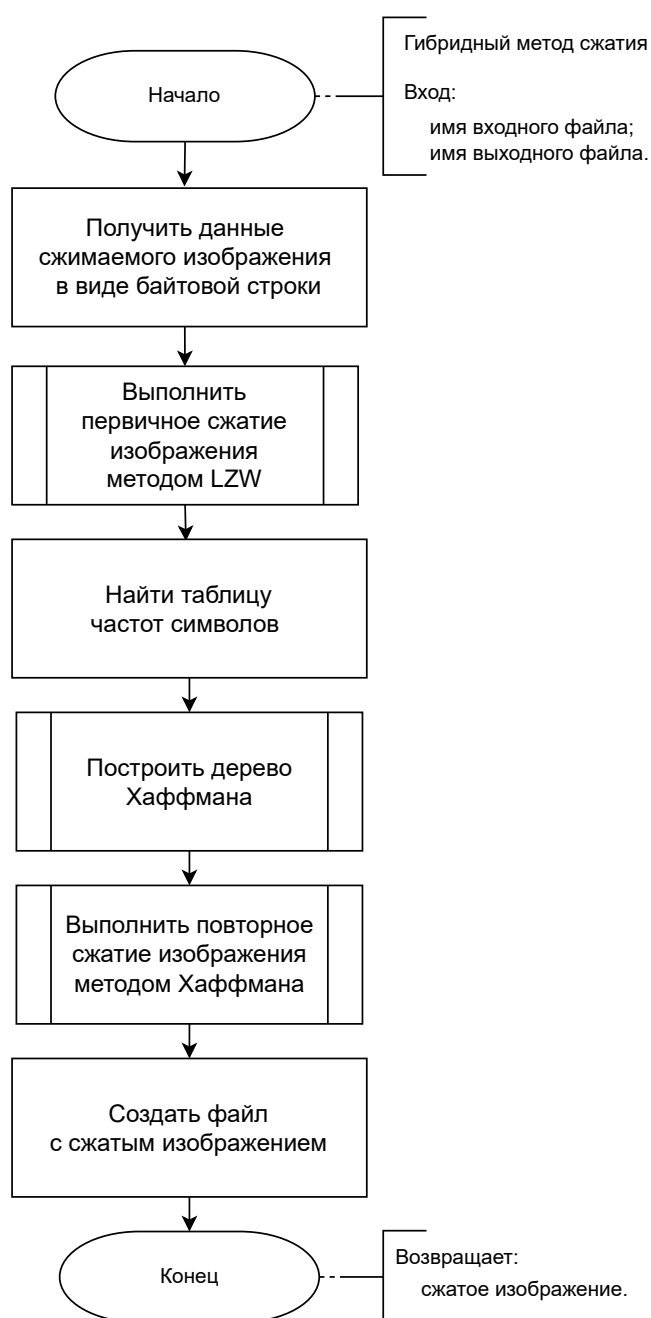 Гибридный метод сжатия
Начало
Вход:
имя входного файла;
имя выходного файла.
Получить данные
сжимаемого изображения
в виде байтовой строки
Выполнить
первичное сжатие
изображения
методом LZW
Найти таблицу
частот символов
Построить дерево
Хаффмана
Выполнить повторное
сжатие изображения
методом Хаффмана
Создать файл
с сжатым изображением
Конец
Возвращает:
сжатое изображение.